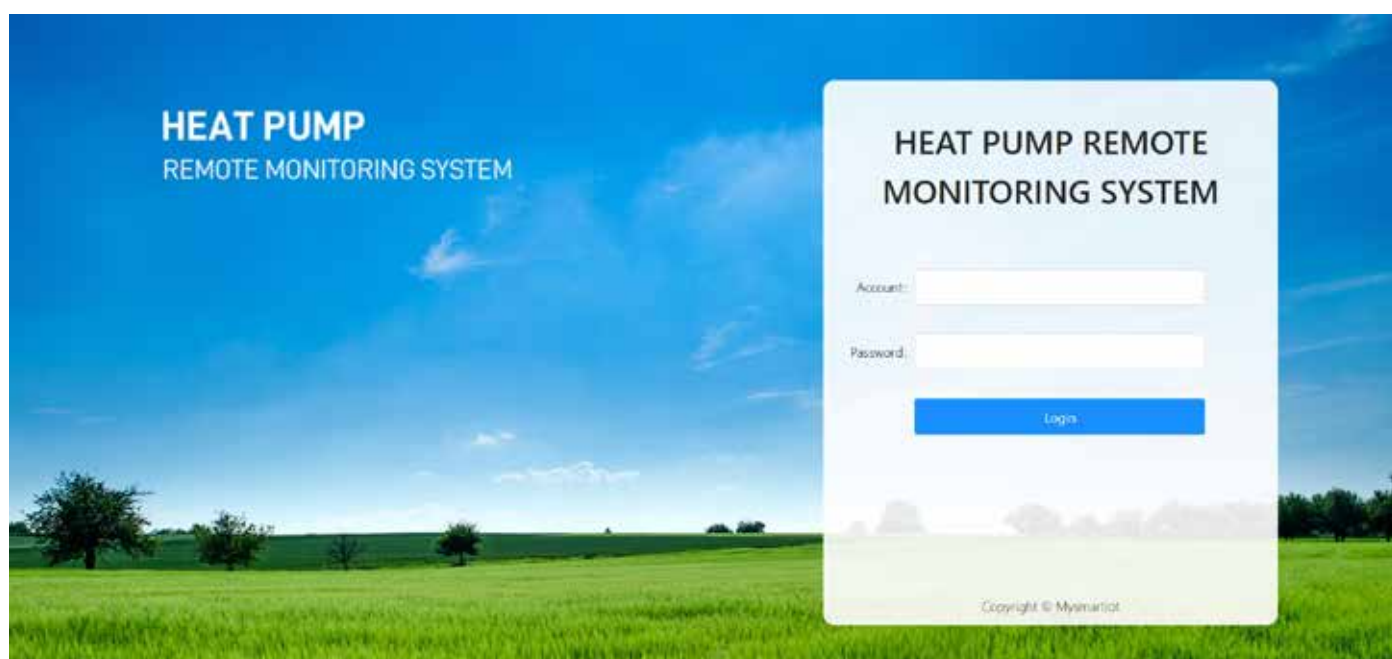 HEAT PUMP
REMOTE MONITORING SYSTEM
HEAT PUMP REMOTE
MONITORING SYSTEM
Account:
Password:
Login
Copyright © Mysmartiot